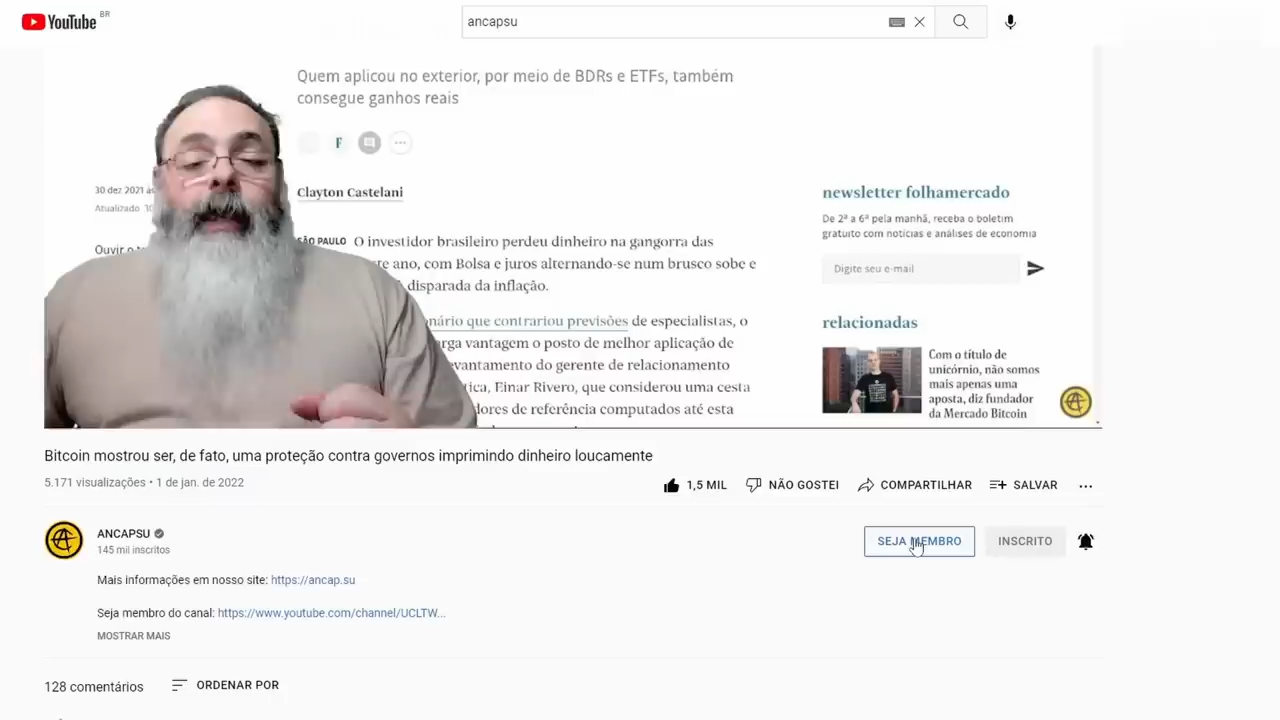 YouTube BR
ancapsu
Quem aplicou no exterior, por meio de BDRs e ETFs, também
consegue ganhos reais
F
30 dez 2021
Atualizado
Ouvir o
Clayton Castelani
SÃO PAULO O investidor brasileiro perdeu dinheiro na gangorra das
te ano, com Bolsa e juros alternando-se num brusco sobe e
disparada da inflação.
nário que contrariou previsões de especialistas, o
arga vantagem o posto de melhor aplicação de
evantamento do gerente de relacionamento
tica, Einar Rivero, que considerou uma cesta
dores de referência computados até esta
newsletter folhamercado
De 2ª a 6ª pela manhã, receba o boletim
gratuito com notícias e análises de economia
Digite seu e-mail
relacionadas
Com o título de
unicórnio, não somos
mais apenas uma
aposta, diz fundador
da Mercado Bitcoin
Bitcoin mostrou ser, de fato, uma proteção contra governos imprimindo dinheiro loucamente
5.171 visualizações • 1 de jan. de 2022
1,5 MIL NÃO GOSTEI COMPARTILHAR SALVAR ...
ANCAPSU
145 mil inscritos
SEJA MEMBRO INSCRITO
Mais informações em nosso site: https://ancap.su
Seja membro do canal: https://www.youtube.com/channel/UCLTW...
MOSTRAR MAIS
128 comentários ORDENAR POR